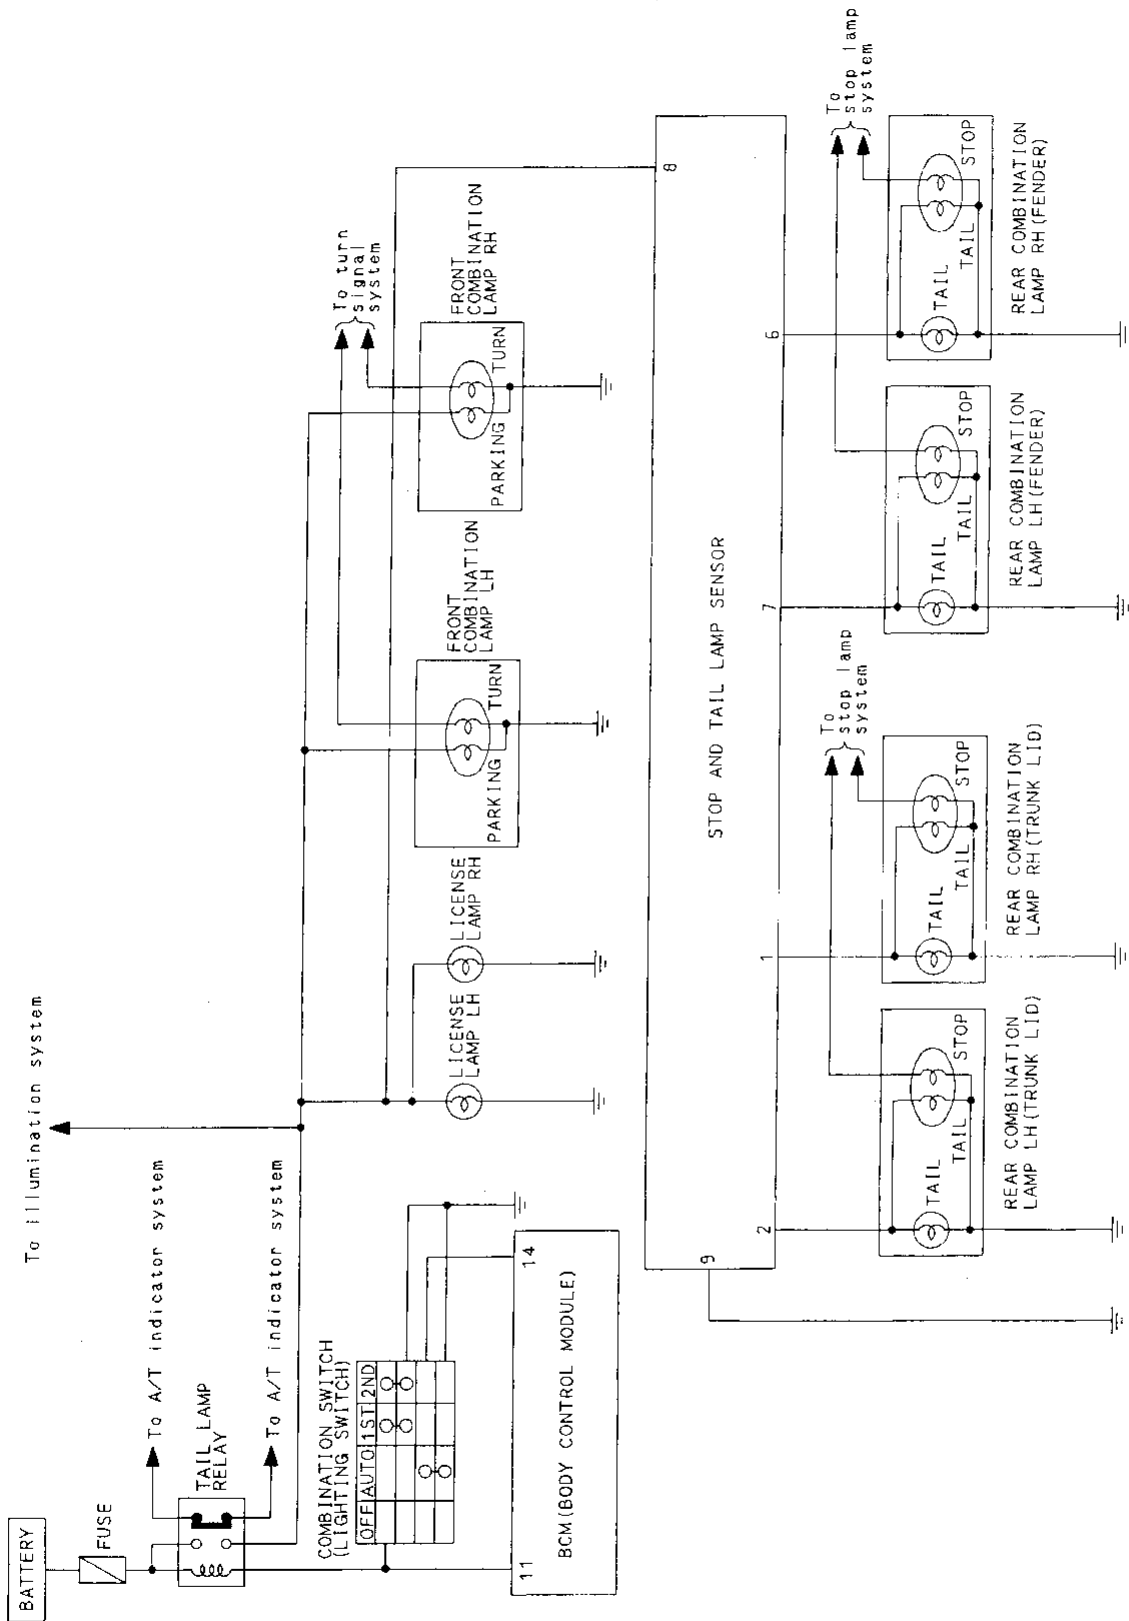 BATTERY
FUSE
To A/T indicator system
TAIL LAMP
RELAY
To A/T indicator system
To illumination system
COMBINATION SWITCH
(LIGHTING SWITCH)
OFF AUTO 1ST 2ND
11
14
BCM(BODY CONTROL MODULE)
LICENSE
LAMP LH
LICENSE
LAMP RH
FRONT
COMBINATION
LAMP LH
PARKING
TURN
FRONT
COMBINATION
LAMP RH
PARKING
TURN
To turn
signal
system
8
STOP AND TAIL LAMP SENSOR
9
2
1
7
6
To
stop lamp
system
To
stop lamp
system
TAIL
TAIL
STOP
REAR COMBINATION
LAMP LH(TRUNK LID)
TAIL
TAIL
STOP
REAR COMBINATION
LAMP RH(TRUNK LID)
TAIL
TAIL
STOP
REAR COMBINATION
LAMP LH(FENDER)
TAIL
TAIL
STOP
REAR COMBINATION
LAMP RH(FENDER)